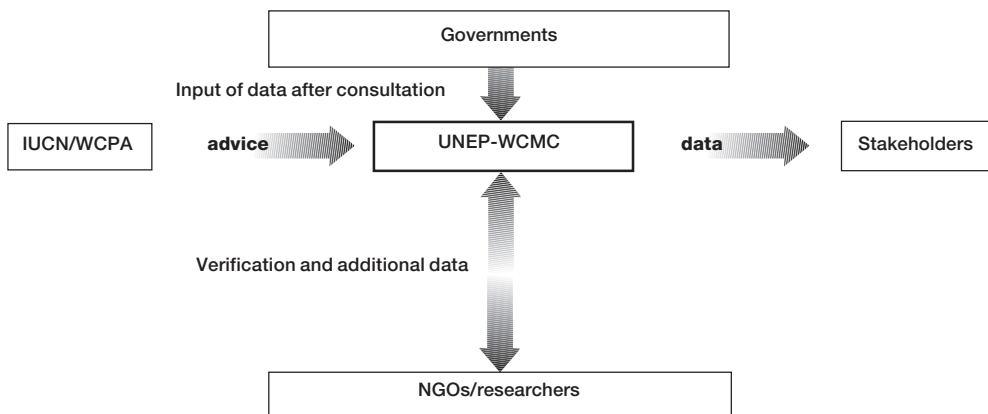 Governments
Input of data after consultation
IUCN/WCPA
advice
UNEP-WCMC
data
Stakeholders
Verification and additional data
NGOs/researchers